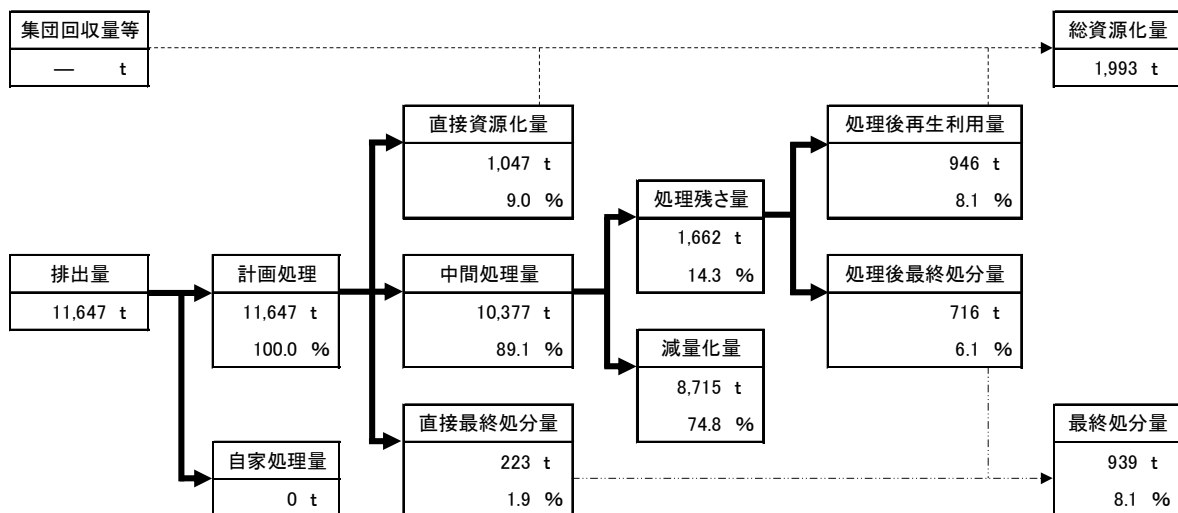 集団回収量等
— t
総資源化量
1,993 t
直接資源化量
1,047 t
9.0 %
処理後再生利用量
946 t
8.1 %
処理残さ量
1,662 t
14.3 %
排出量
11,647 t
計画処理
11,647 t
100.0 %
中間処理量
10,377 t
89.1 %
処理後最終処分量
716 t
6.1 %
減量化量
8,715 t
74.8 %
直接最終処分量
223 t
1.9 %
最終処分量
939 t
8.1 %
自家処理量
0 t